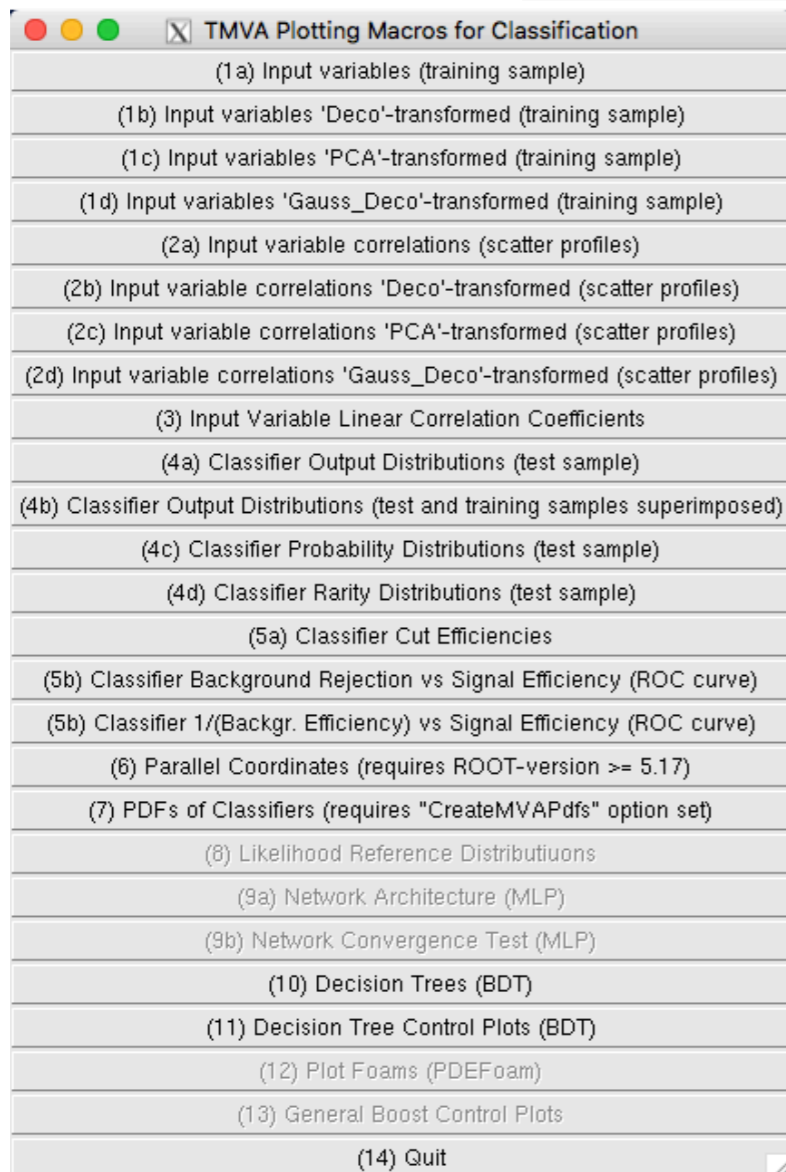 TMVA Plotting Macros for Classification
(1a) Input variables (training sample)
(1b) Input variables 'Deco'-transformed (training sample)
(1c) Input variables 'PCA'-transformed (training sample)
(1d) Input variables 'Gauss_Deco'-transformed (training sample)
(2a) Input variable correlations (scatter profiles)
(2b) Input variable correlations 'Deco'-transformed (scatter profiles)
(2c) Input variable correlations 'PCA'-transformed (scatter profiles)
(2d) Input variable correlations 'Gauss_Deco'-transformed (scatter profiles)
(3) Input Variable Linear Correlation Coefficients
(4a) Classifier Output Distributions (test sample)
(4b) Classifier Output Distributions (test and training samples superimposed)
(4c) Classifier Probability Distributions (test sample)
(4d) Classifier Rarity Distributions (test sample)
(5a) Classifier Cut Efficiencies
(5b) Classifier Background Rejection vs Signal Efficiency (ROC curve)
(5b) Classifier 1/(Backgr. Efficiency) vs Signal Efficiency (ROC curve)
(6) Parallel Coordinates (requires ROOT-version >= 5.17)
(7) PDFs of Classifiers (requires "CreateMVAPdfs" option set)
(8) Likelihood Reference Distributiuons
(9a) Network Architecture (MLP)
(9b) Network Convergence Test (MLP)
(10) Decision Trees (BDT)
(11) Decision Tree Control Plots (BDT)
(12) Plot Foams (PDEFoam)
(13) General Boost Control Plots
(14) Quit